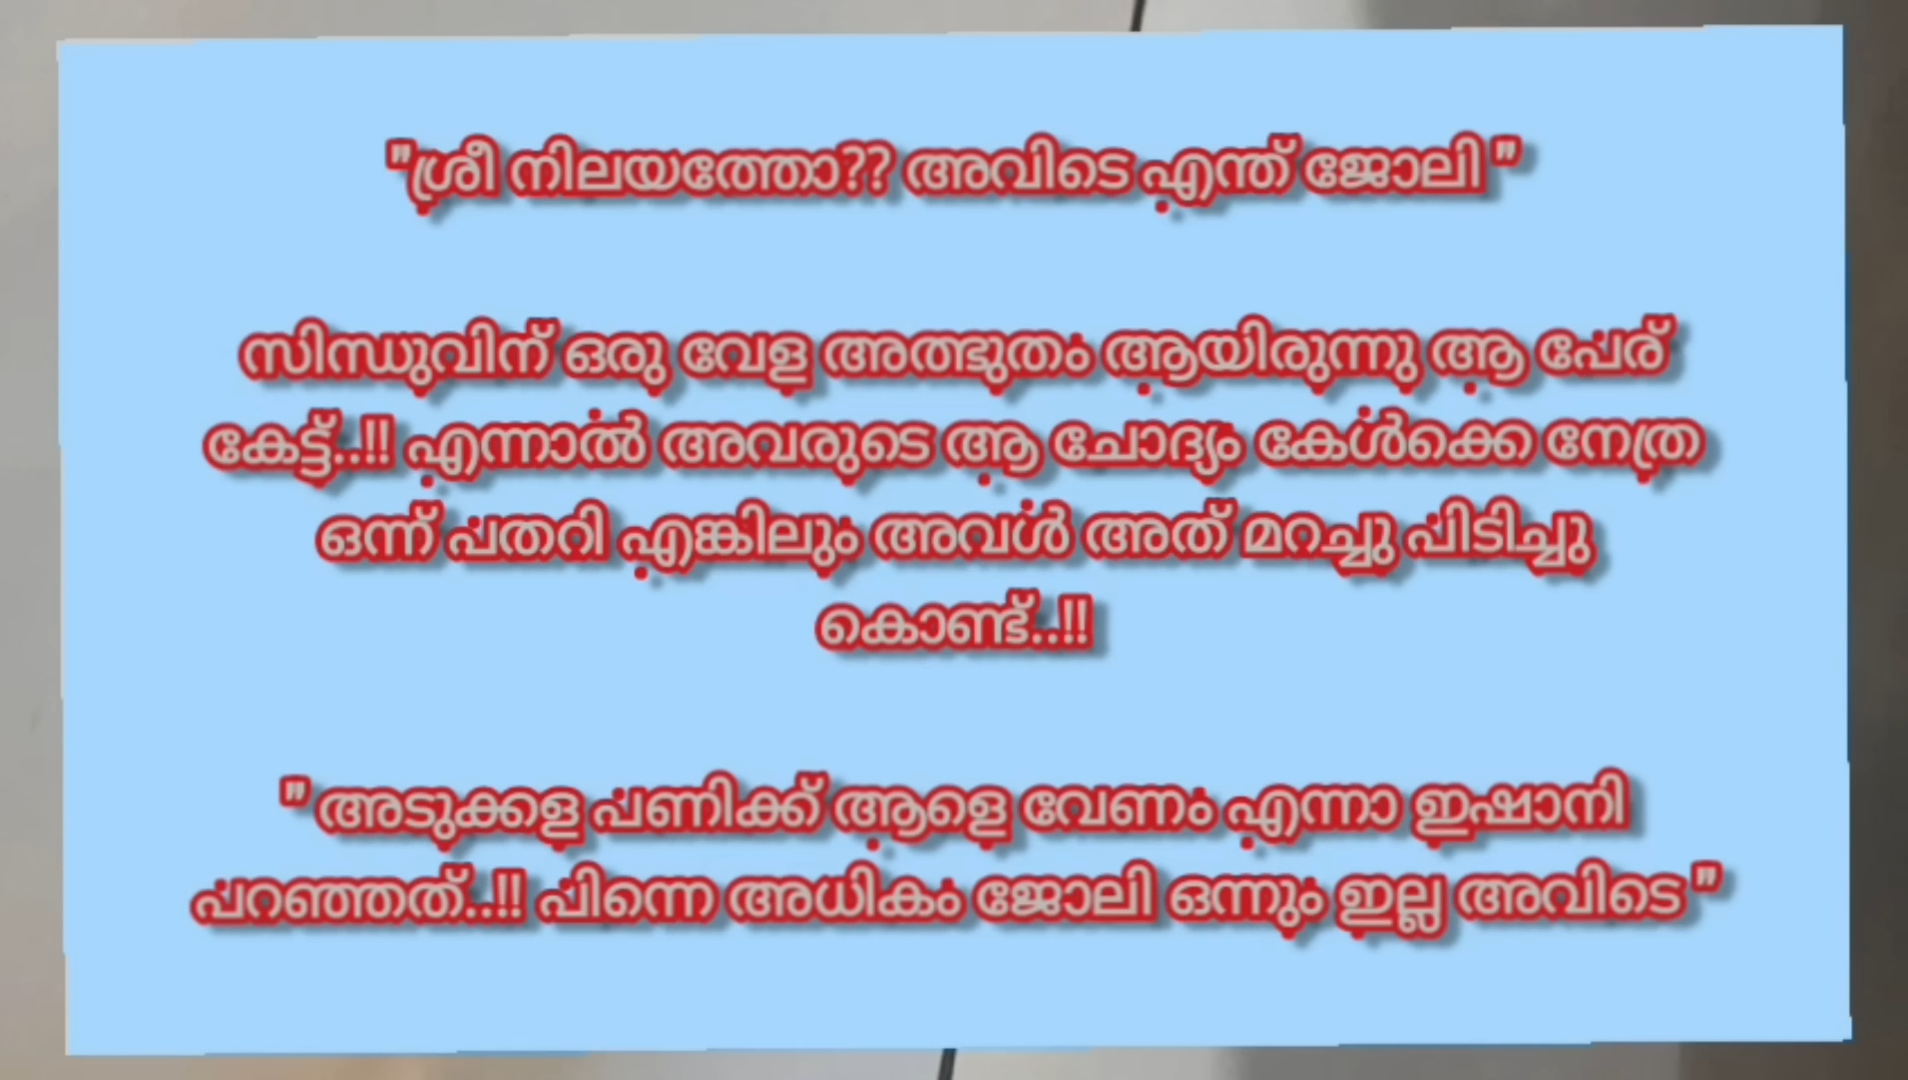 "ശ്രീ നിലയത്തോ?? അവിടെ എന്ത് ജോലി "
സിന്ധുവിന് ഒരു വേള അത്ഭുതം ആയിരുന്നു ആ പേര്
കേട്ട്..!! എന്നാൽ അവരുടെ ആ ചോദ്യം കേൾക്കെ നേത്ര
ഒന്ന് പതറി എങ്കിലും അവൾ അത് മറച്ചു പിടിച്ചു
കൊണ്ട്..!!
" അടുക്കള പണിക്ക് ആളെ വേണം എന്നാ ഇഷാനി
പറഞ്ഞത്..!! പിന്നെ അധികം ജോലി ഒന്നും ഇല്ല അവിടെ "